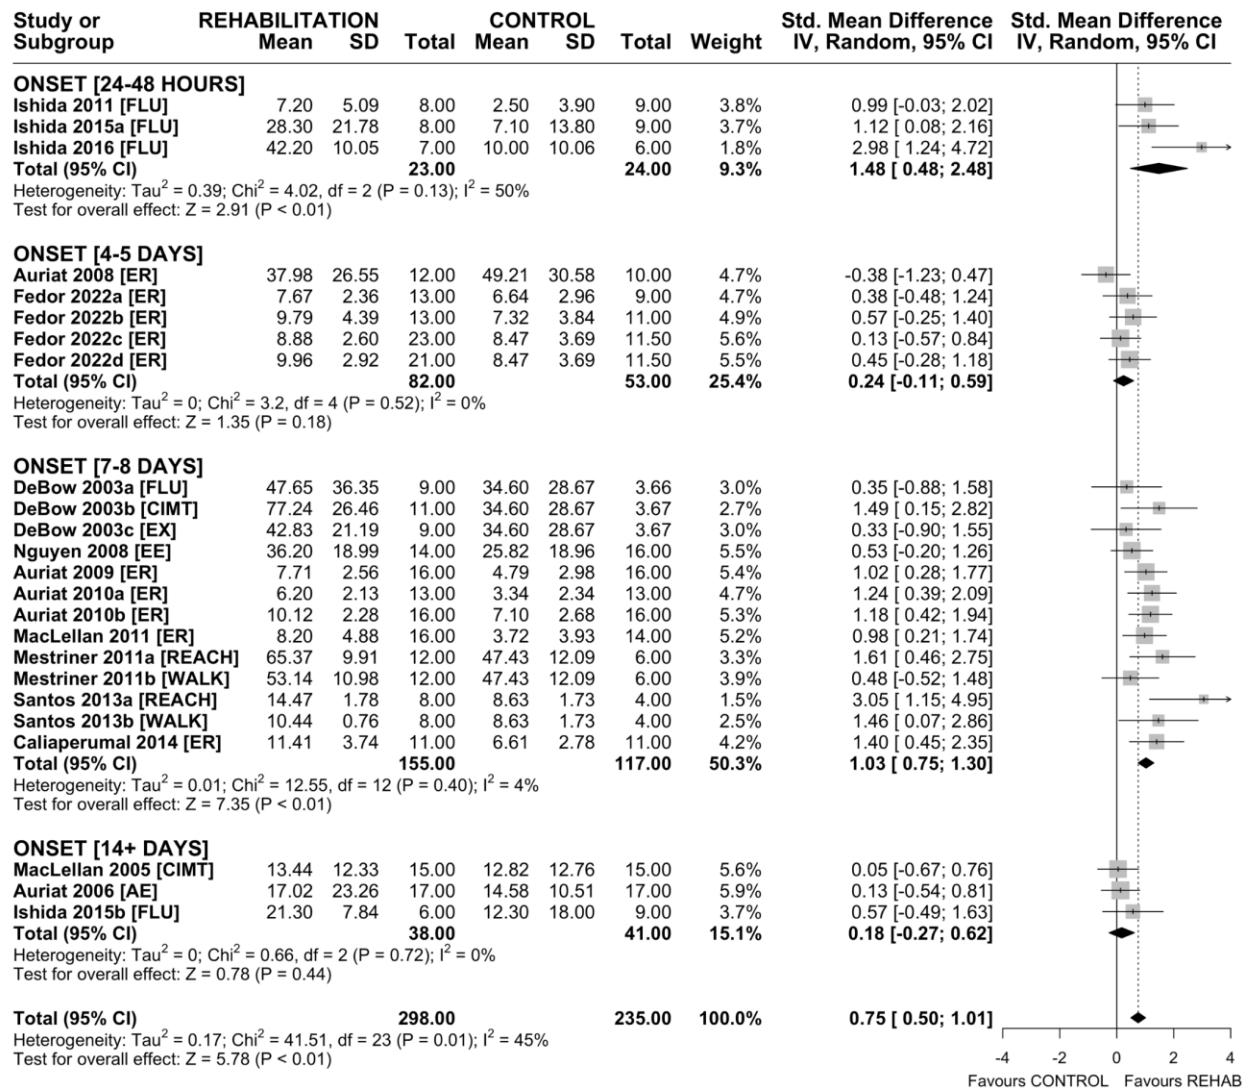 Study or REHABILITATION CONTROL Std. Mean Difference Std. Mean Difference
Subgroup Mean SD Total Mean SD Total Weight IV, Random, 95% CI IV, Random, 95% CI
ONSET [24-48 HOURS]
Ishida 2011 [FLU] 7.20 5.09 8.00 2.50 3.90 9.00 3.8% 0.99 [-0.03; 2.02]
Ishida 2015a [FLU] 28.30 21.78 8.00 7.10 13.80 9.00 3.7% 1.12 [ 0.08; 2.16]
Ishida 2016 [FLU] 42.20 10.05 7.00 10.00 10.06 6.00 1.8% 2.98 [ 1.24; 4.72]
Total (95% CI) 23.00 24.00 9.3% 1.48 [ 0.48; 2.48]
Heterogeneity: Tau² = 0.39; Chi² = 4.02, df = 2 (P = 0.13); I² = 50%
Test for overall effect: Z = 2.91 (P < 0.01)
ONSET [4-5 DAYS]
Auriat 2008 [ER] 37.98 26.55 12.00 49.21 30.58 10.00 4.7% -0.38 [-1.23; 0.47]
Fedor 2022a [ER] 7.67 2.36 13.00 6.64 2.96 9.00 4.7% 0.38 [-0.48; 1.24]
Fedor 2022b [ER] 9.79 4.39 13.00 7.32 3.84 11.00 4.9% 0.57 [-0.25; 1.40]
Fedor 2022c [ER] 8.88 2.60 23.00 8.47 3.69 11.50 5.6% 0.13 [-0.57; 0.84]
Fedor 2022d [ER] 9.96 2.92 21.00 8.47 3.69 11.50 5.5% 0.45 [-0.28; 1.18]
Total (95% CI) 82.00 53.00 25.4% 0.24 [-0.11; 0.59]
Heterogeneity: Tau² = 0; Chi² = 3.2, df = 4 (P = 0.52); I² = 0%
Test for overall effect: Z = 1.35 (P = 0.18)
ONSET [7-8 DAYS]
DeBow 2003a [FLU] 47.65 36.35 9.00 34.60 28.67 3.66 3.0% 0.35 [-0.88; 1.58]
DeBow 2003b [CIMT] 77.24 26.46 11.00 34.60 28.67 3.67 2.7% 1.49 [ 0.15; 2.82]
DeBow 2003c [EX] 42.83 21.19 9.00 34.60 28.67 3.67 3.0% 0.33 [-0.90; 1.55]
Nguyen 2008 [EE] 36.20 18.99 14.00 25.82 18.96 16.00 5.5% 0.53 [-0.20; 1.26]
Auriat 2009 [ER] 7.71 2.56 16.00 4.79 2.98 16.00 5.4% 1.02 [ 0.28; 1.77]
Auriat 2010a [ER] 6.20 2.13 13.00 3.34 2.34 13.00 4.7% 1.24 [ 0.39; 2.09]
Auriat 2010b [ER] 10.12 2.28 16.00 7.10 2.68 16.00 5.3% 1.18 [ 0.42; 1.94]
MacLellan 2011 [ER] 8.20 4.88 16.00 3.72 3.93 14.00 5.2% 0.98 [ 0.21; 1.74]
Mestriner 2011a [REACH] 65.37 9.91 12.00 47.43 12.09 6.00 3.3% 1.61 [ 0.46; 2.75]
Mestriner 2011b [WALK] 53.14 10.98 12.00 47.43 12.09 6.00 3.9% 0.48 [-0.52; 1.48]
Santos 2013a [REACH] 14.47 1.78 8.00 8.63 1.73 4.00 1.5% 3.05 [ 1.15; 4.95]
Santos 2013b [WALK] 10.44 0.76 8.00 8.63 1.73 4.00 2.5% 1.46 [ 0.07; 2.86]
Caliaperumal 2014 [ER] 11.41 3.74 11.00 6.61 2.78 11.00 4.2% 1.40 [ 0.45; 2.35]
Total (95% CI) 155.00 117.00 50.3% 1.03 [ 0.75; 1.30]
Heterogeneity: Tau² = 0.01; Chi² = 12.55, df = 12 (P = 0.40); I² = 4%
Test for overall effect: Z = 7.35 (P < 0.01)
ONSET [14+ DAYS]
MacLellan 2005 [CIMT] 13.44 12.33 15.00 12.82 12.76 15.00 5.6% 0.05 [-0.67; 0.76]
Auriat 2006 [AE] 17.02 23.26 17.00 14.58 10.51 17.00 5.9% 0.13 [-0.54; 0.81]
Ishida 2015b [FLU] 21.30 7.84 6.00 12.30 18.00 9.00 3.7% 0.57 [-0.49; 1.63]
Total (95% CI) 38.00 41.00 15.1% 0.18 [-0.27; 0.62]
Heterogeneity: Tau² = 0; Chi² = 0.66, df = 2 (P = 0.72); I² = 0%
Test for overall effect: Z = 0.78 (P = 0.44)
Total (95% CI) 298.00 235.00 100.0% 0.75 [ 0.50; 1.01]
Heterogeneity: Tau² = 0.17; Chi² = 41.51, df = 23 (P = 0.01); I² = 45%
Test for overall effect: Z = 5.78 (P < 0.01)
-4 -2 0 2 4
Favours CONTROL Favours REHAB